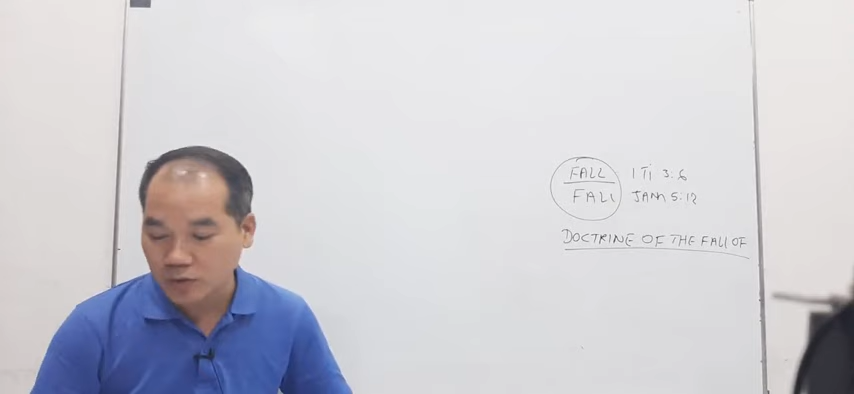 FALL 1 Ti 3:6
FALL JAM 5:12
DOCTRINE OF THE FALL OF